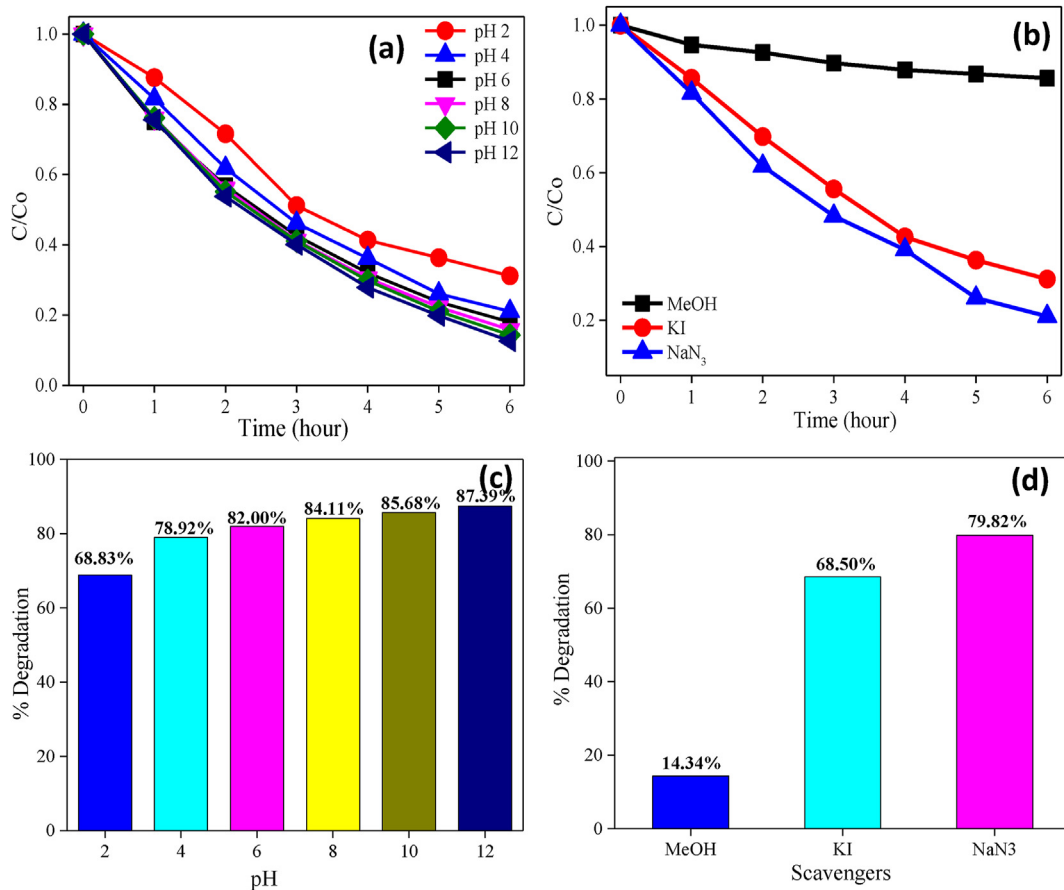 (a)
pH 2
pH 4
pH 6
pH 8
pH 10
pH 12
C/Co
1.0
0.8
0.6
0.4
0.2
0.0
0 1 2 3 4 5 6
Time (hour)
(b)
MeOH
KI
NaN₃
C/Co
1.0
0.8
0.6
0.4
0.2
0 1 2 3 4 5 6
Time (hour)
(c)
% Degradation
100
80
60
40
20
0
68.83% 78.92% 82.00% 84.11% 85.68% 87.39%
2 4 6 8 10 12
pH
(d)
% Degradation
100
80
60
40
20
0
14.34% 68.50% 79.82%
MeOH KI NaN3
Scavengers